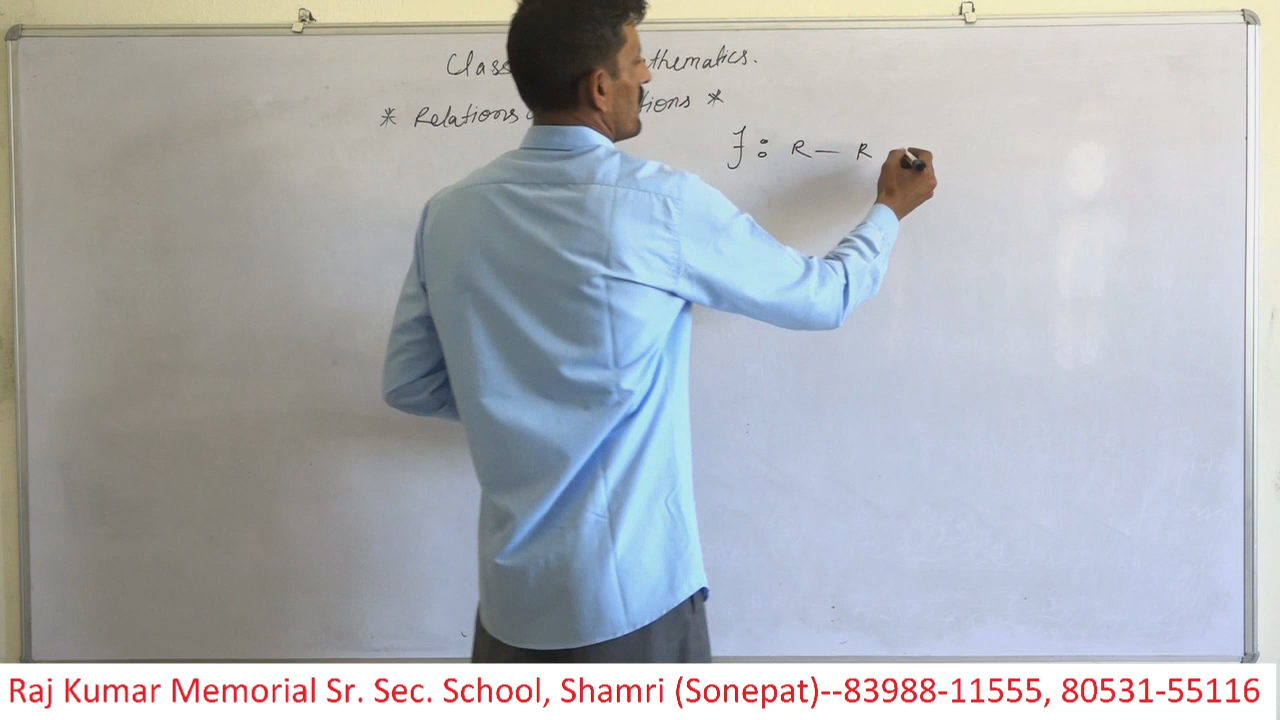 Class thematics.
* Relations tions *
f : R — R
Raj Kumar Memorial Sr. Sec. School, Shamri (Sonepat)--83988-11555, 80531-55116